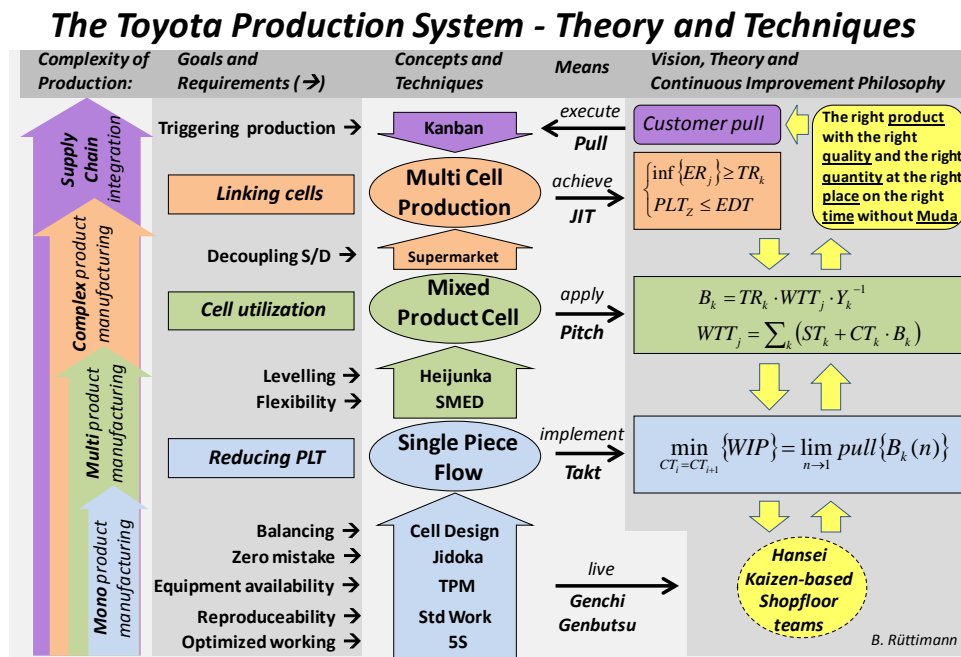 The Toyota Production System - Theory and Techniques
Complexity of
Production:
Goals and
Requirements (→)
Concepts and
Techniques
Means
Vision, Theory and
Continuous Improvement Philosophy
Supply
Chain
integration
Complex product
manufacturing
Multi product
manufacturing
Mono product
manufacturing
Triggering production →
Kanban
execute
Pull
Customer pull
The right product
with the right
quality and the right
quantity at the right
place on the right
time without Muda
Linking cells
Multi Cell
Production
achieve
JIT
inf{ER_j} ≥ TR_k
PLT_Z ≤ EDT
Decoupling S/D →
Supermarket
Cell utilization
Mixed
Product Cell
apply
Pitch
B_k = TR_k · WTT_j · Y_k^{-1}
WTT_j = ∑_k (ST_k + CT_k · B_k)
Levelling →
Flexibility →
Heijunka
SMED
Reducing PLT
Single Piece
Flow
implement
Takt
min_{CT_i=CT_{i+1}} {WIP} = lim_{n→1} pull{B_k(n)}
Balancing →
Zero mistake →
Equipment availability →
Reproduceability →
Optimized working →
Cell Design
Jidoka
TPM
Std Work
5S
live
Genchi
Genbutsu
Hansei
Kaizen-based
Shopfloor
teams
B. Rüttimann